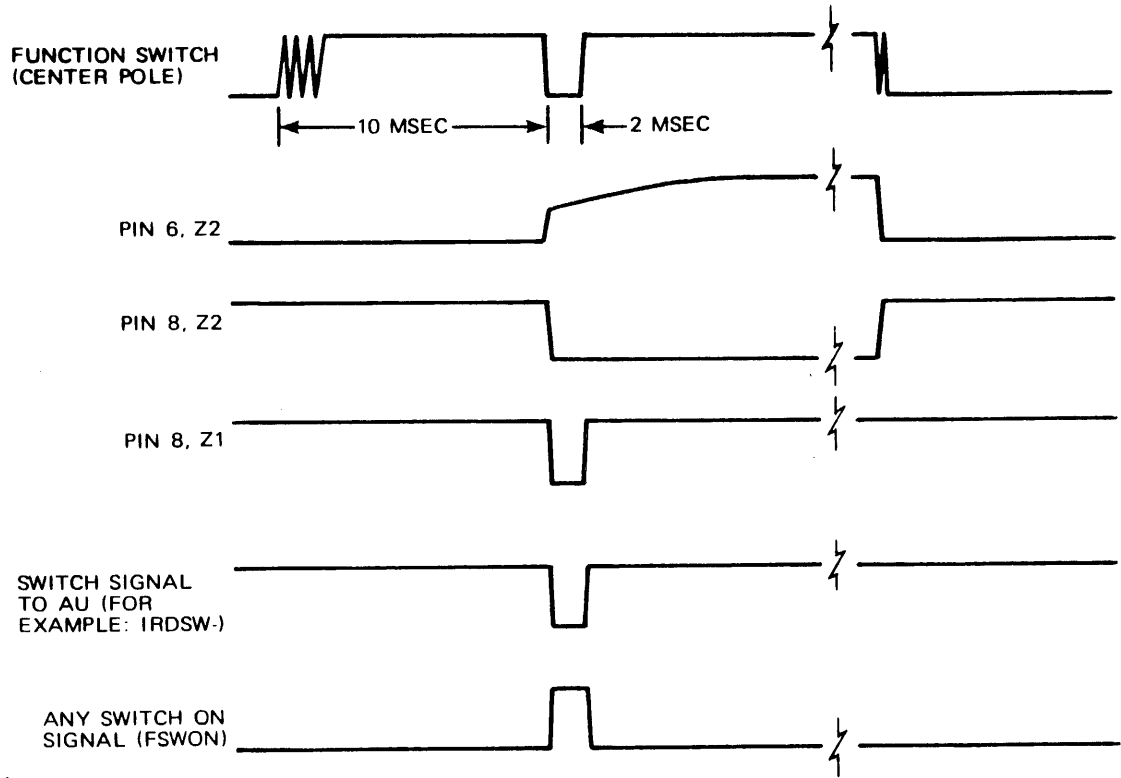 FUNCTION SWITCH
(CENTER POLE)
10 MSEC
2 MSEC
PIN 6, Z2
PIN 8, Z2
PIN 8, Z1
SWITCH SIGNAL
TO AU (FOR
EXAMPLE: IRDSW-)
ANY SWITCH ON
SIGNAL (FSWON)